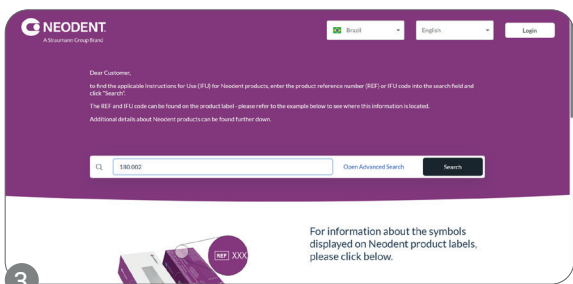 NEODENT.
A Straumann Group Brand
Brazil
English
Login
Dear Customer,
to find the applicable Instructions for Use (IFU) for Neodent products, enter the product reference number (REF) or IFU code into the search field and
click "Search".
The REF and IFU code can be found on the product label - please refer to the example below to see where this information is located.
Additional details about Neodent products can be found further down.
180.002
Open Advanced Search
Search
REF XXX
For information about the symbols
displayed on Neodent product labels,
please click below.
3